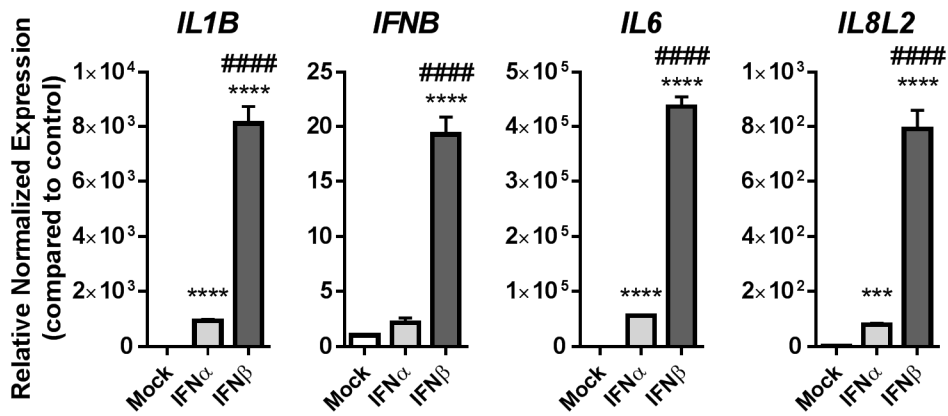 Relative Normalized Expression
(compared to control)
IL1B
####
****
****
1×10⁴
8×10³
6×10³
4×10³
2×10³
0
Mock
IFNα
IFNβ
IFNB
####
****
25
20
15
10
5
0
Mock
IFNα
IFNβ
IL6
####
****
****
5×10⁵
4×10⁵
3×10⁵
2×10⁵
1×10⁵
0
Mock
IFNα
IFNβ
IL8L2
####
****
***
1×10³
8×10²
6×10²
4×10²
2×10²
0
Mock
IFNα
IFNβ